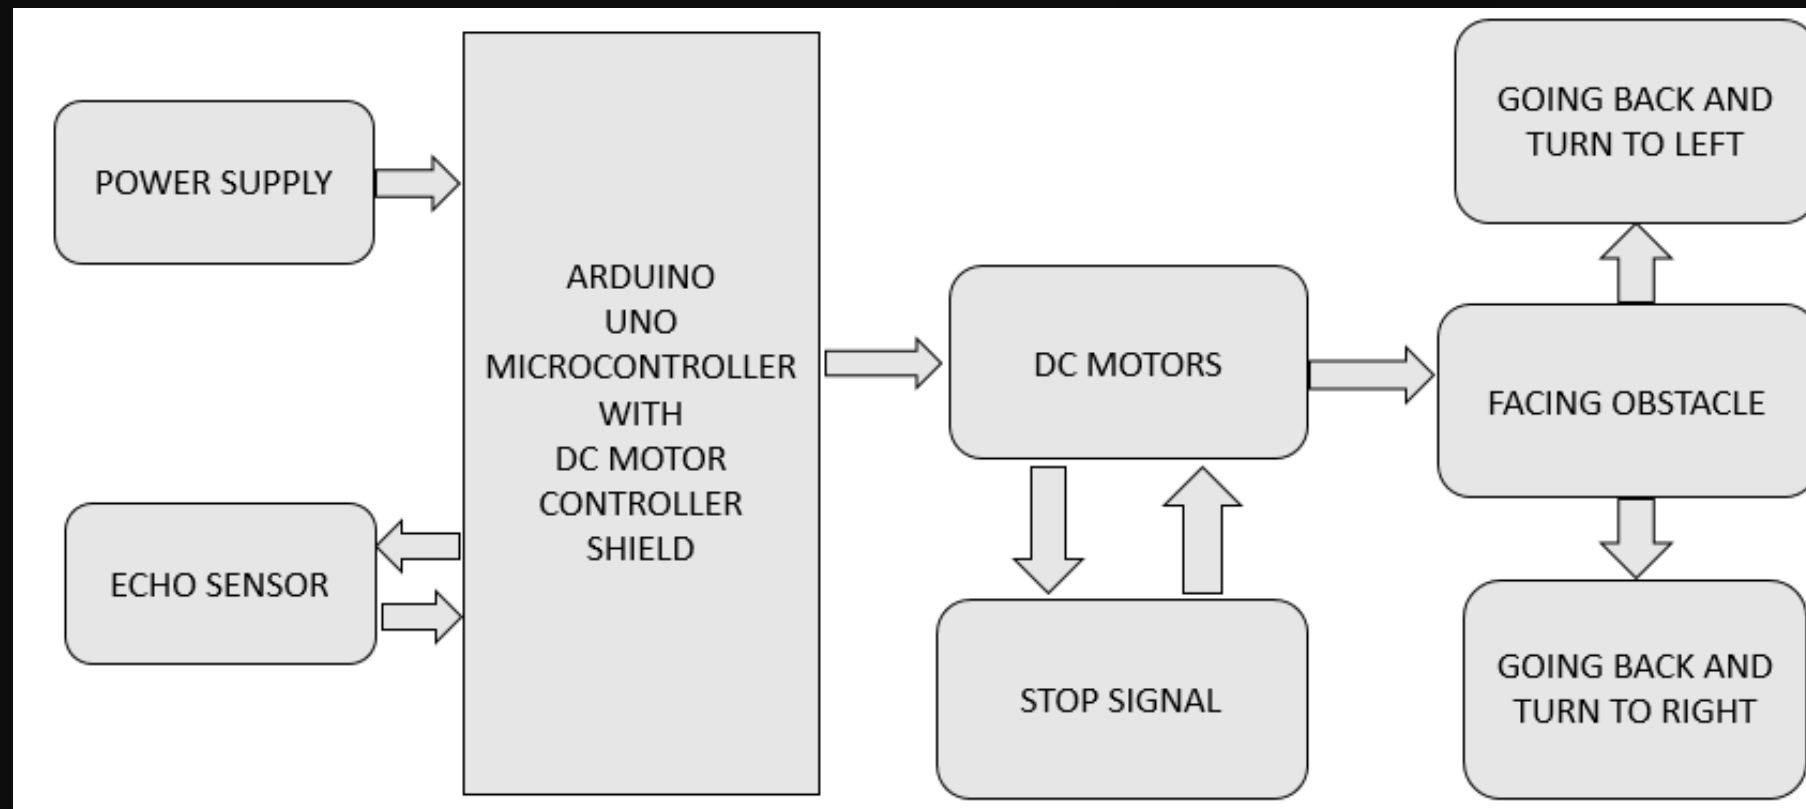 POWER SUPPLY
ECHO SENSOR
ARDUINO
UNO
MICROCONTROLLER
WITH
DC MOTOR
CONTROLLER
SHIELD
DC MOTORS
STOP SIGNAL
GOING BACK AND
TURN TO LEFT
FACING OBSTACLE
GOING BACK AND
TURN TO RIGHT